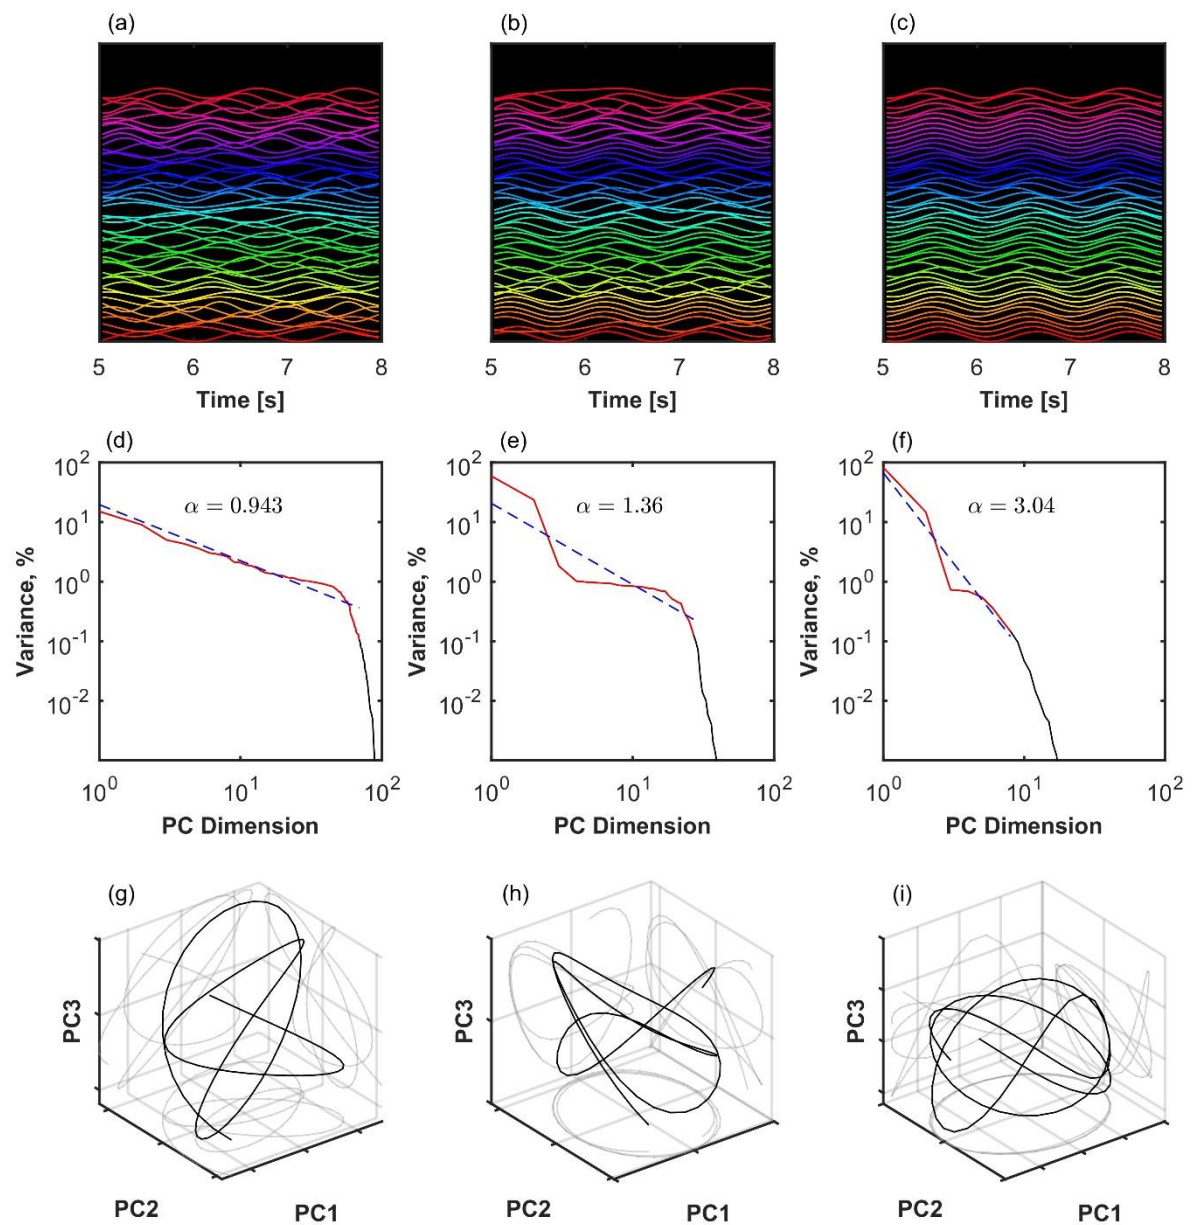 (a) (b) (c)
5 6 7 8 5 6 7 8 5 6 7 8
Time [s] Time [s] Time [s]
(d) (e) (f)
10^2 10^2 10^2
α = 0.943 α = 1.36 α = 3.04
10^1 10^1 10^1
Variance, % Variance, % Variance, %
10^0 10^0 10^0
10^-1 10^-1 10^-1
10^-2 10^-2 10^-2
10^0 10^1 10^2 10^0 10^1 10^2 10^0 10^1 10^2
PC Dimension PC Dimension PC Dimension
(g) (h) (i)
PC3 PC3 PC3
PC2 PC1 PC2 PC1 PC2 PC1